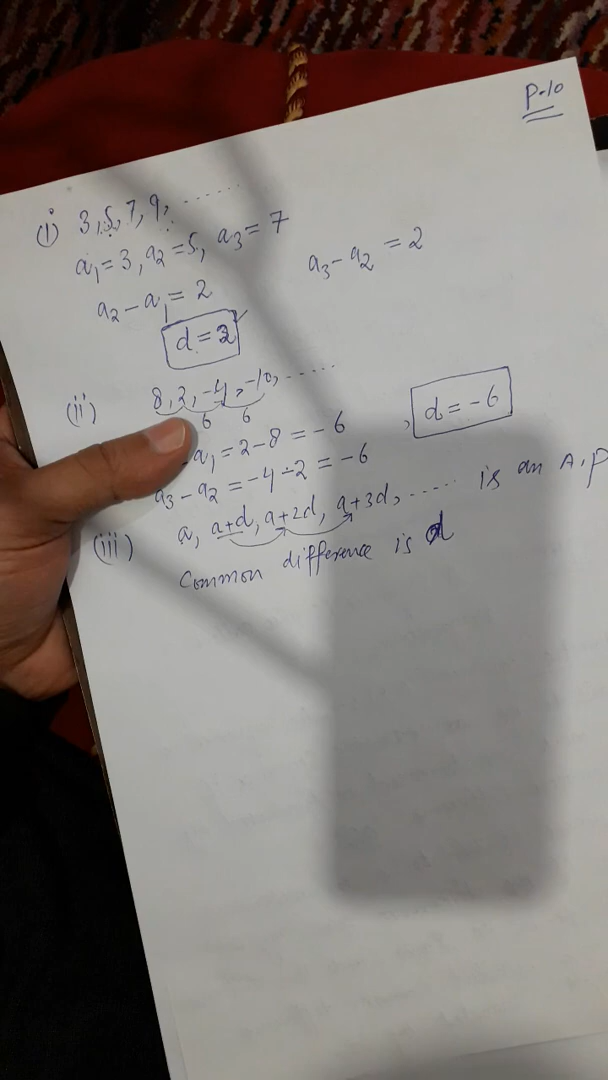 P-10
(i) 3,5,7,9, ......
a₁=3, a₂=5, a₃=7
a₂-a₁=2 a₃-a₂=2
d=2
(ii) 8,2,-4,-10, ......
6 6
a₁=2-8=-6, d=-6
a₃-a₂=-4-2=-6
(iii) a, a+d, a+2d, a+3d, ..... is an A.P
Common difference is d